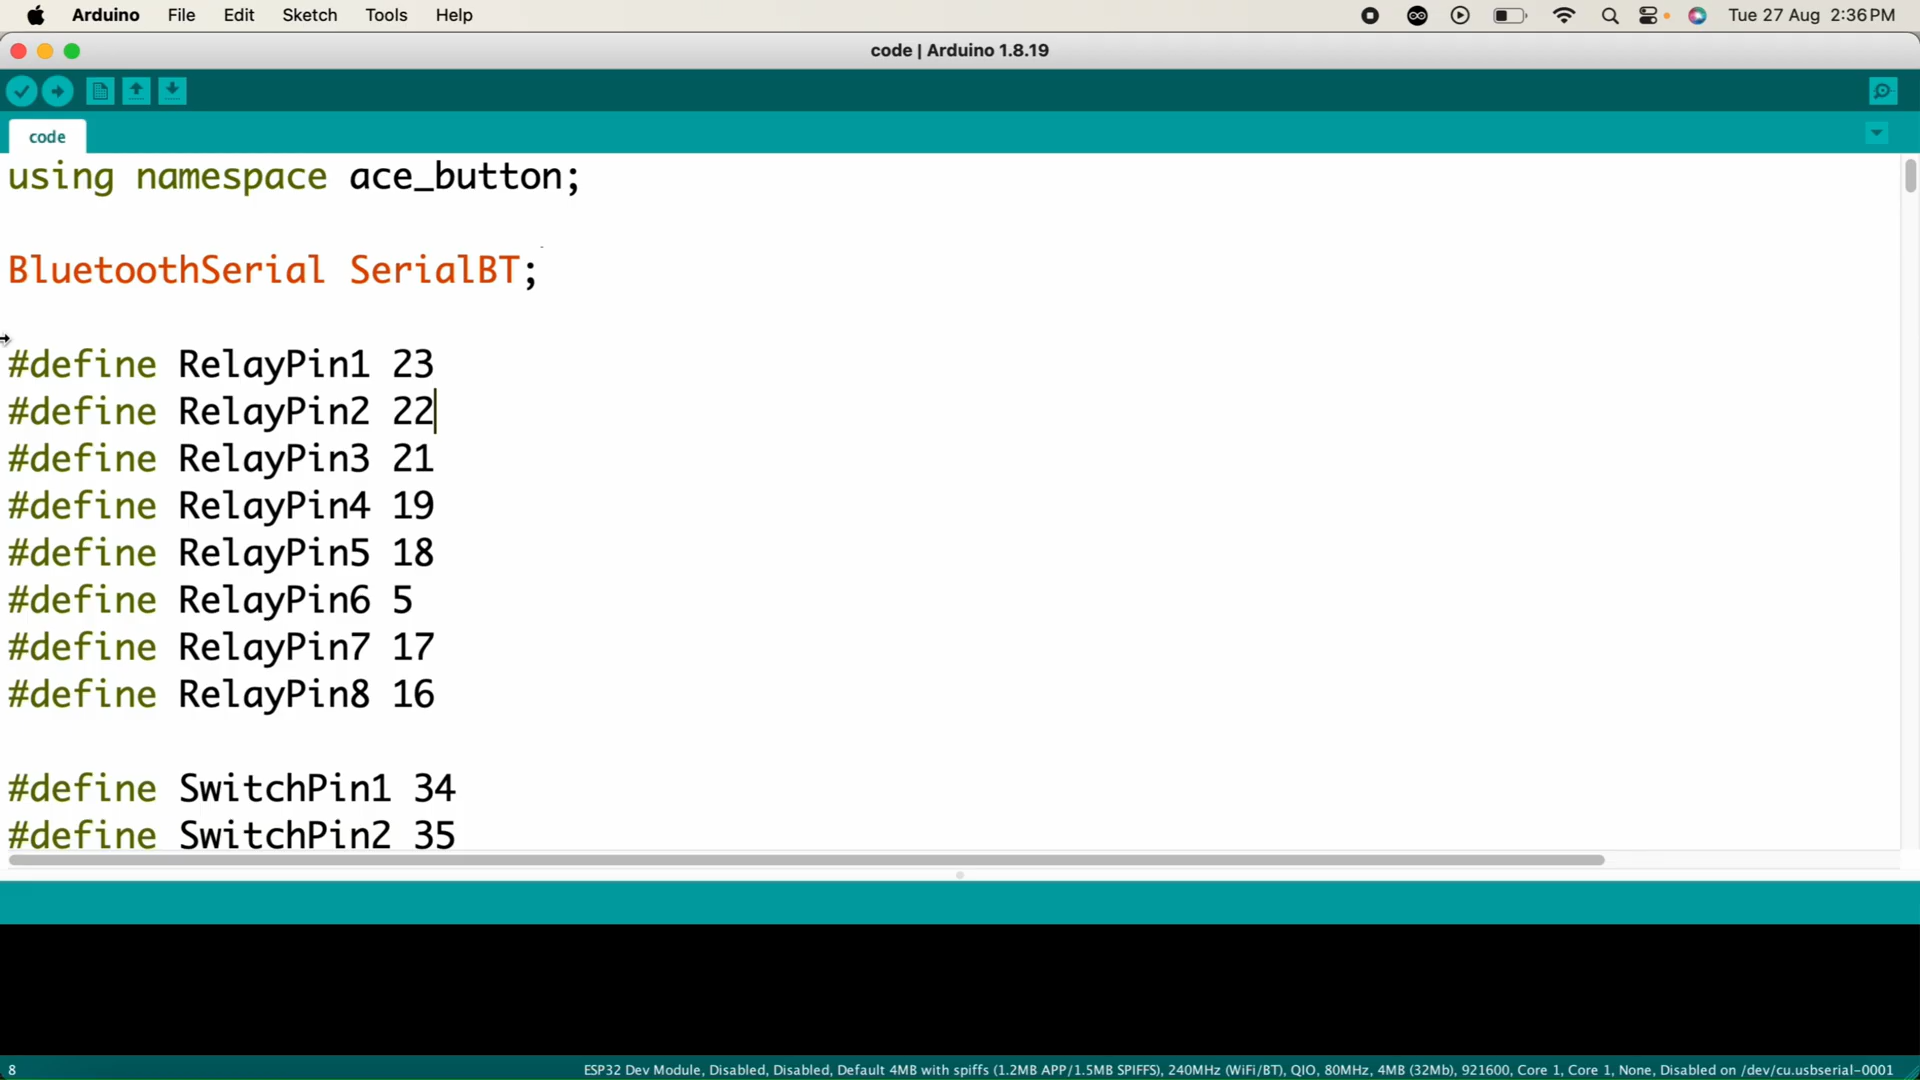 Arduino File Edit Sketch Tools Help Tue 27 Aug 2:36 PM
code | Arduino 1.8.19
code
using namespace ace_button;
BluetoothSerial SerialBT;
#define RelayPin1 23
#define RelayPin2 22
#define RelayPin3 21
#define RelayPin4 19
#define RelayPin5 18
#define RelayPin6 5
#define RelayPin7 17
#define RelayPin8 16
#define SwitchPin1 34
#define SwitchPin2 35
8 ESP32 Dev Module, Disabled, Disabled, Default 4MB with spiffs (1.2MB APP/1.5MB SPIFFS), 240MHz (WiFi/BT), QIO, 80MHz, 4MB (32Mb), 921600, Core 1, Core 1, None, Disabled on /dev/cu.usbserial-0001